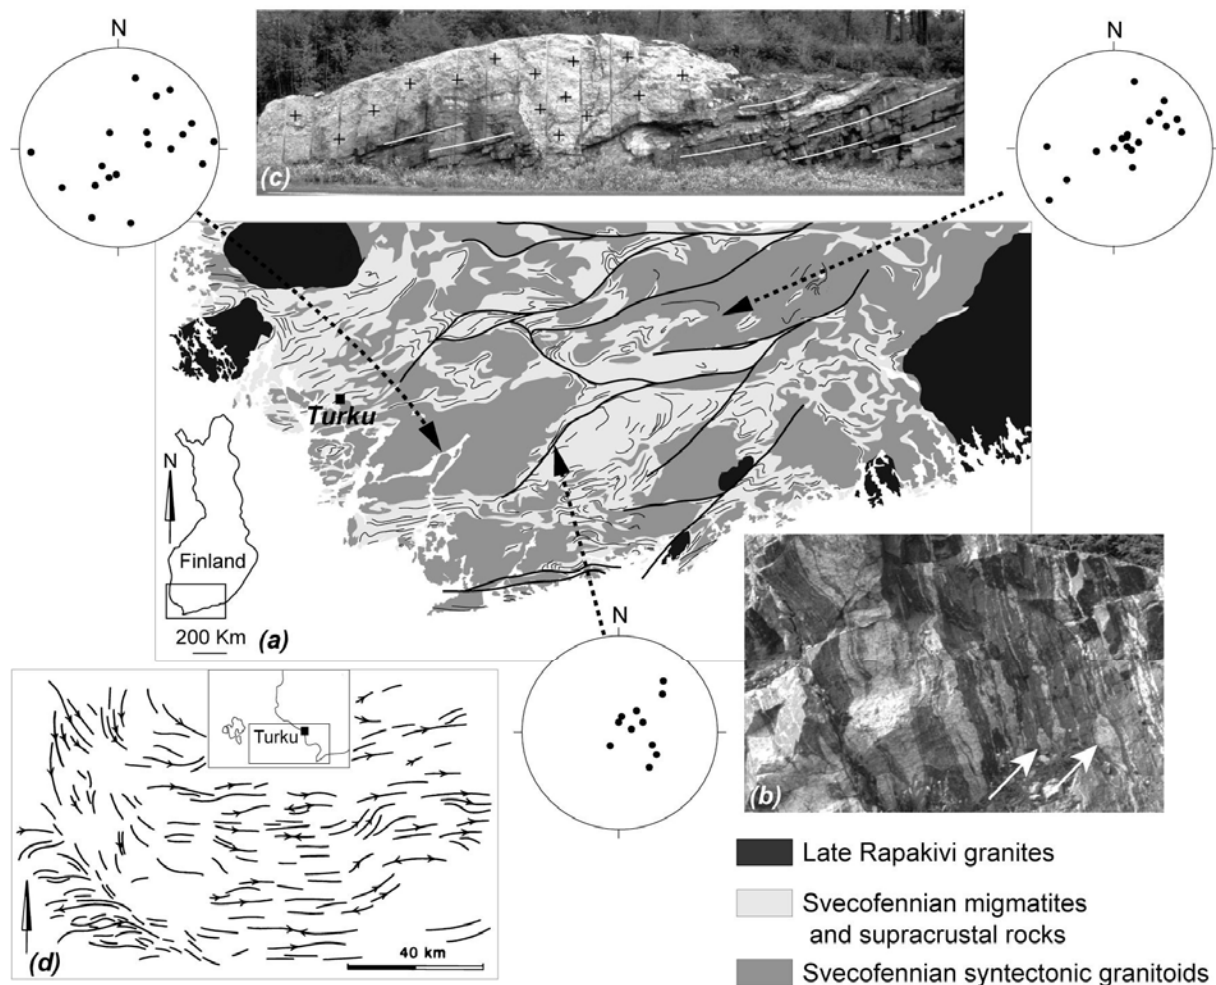 N
N
(c)
Turku
N
Finland
200 Km
(a)
N
Turku
(b)
(d)
40 km
Late Rapakivi granites
Svecofennian migmatites
and supracrustal rocks
Svecofennian syntectonic granitoids